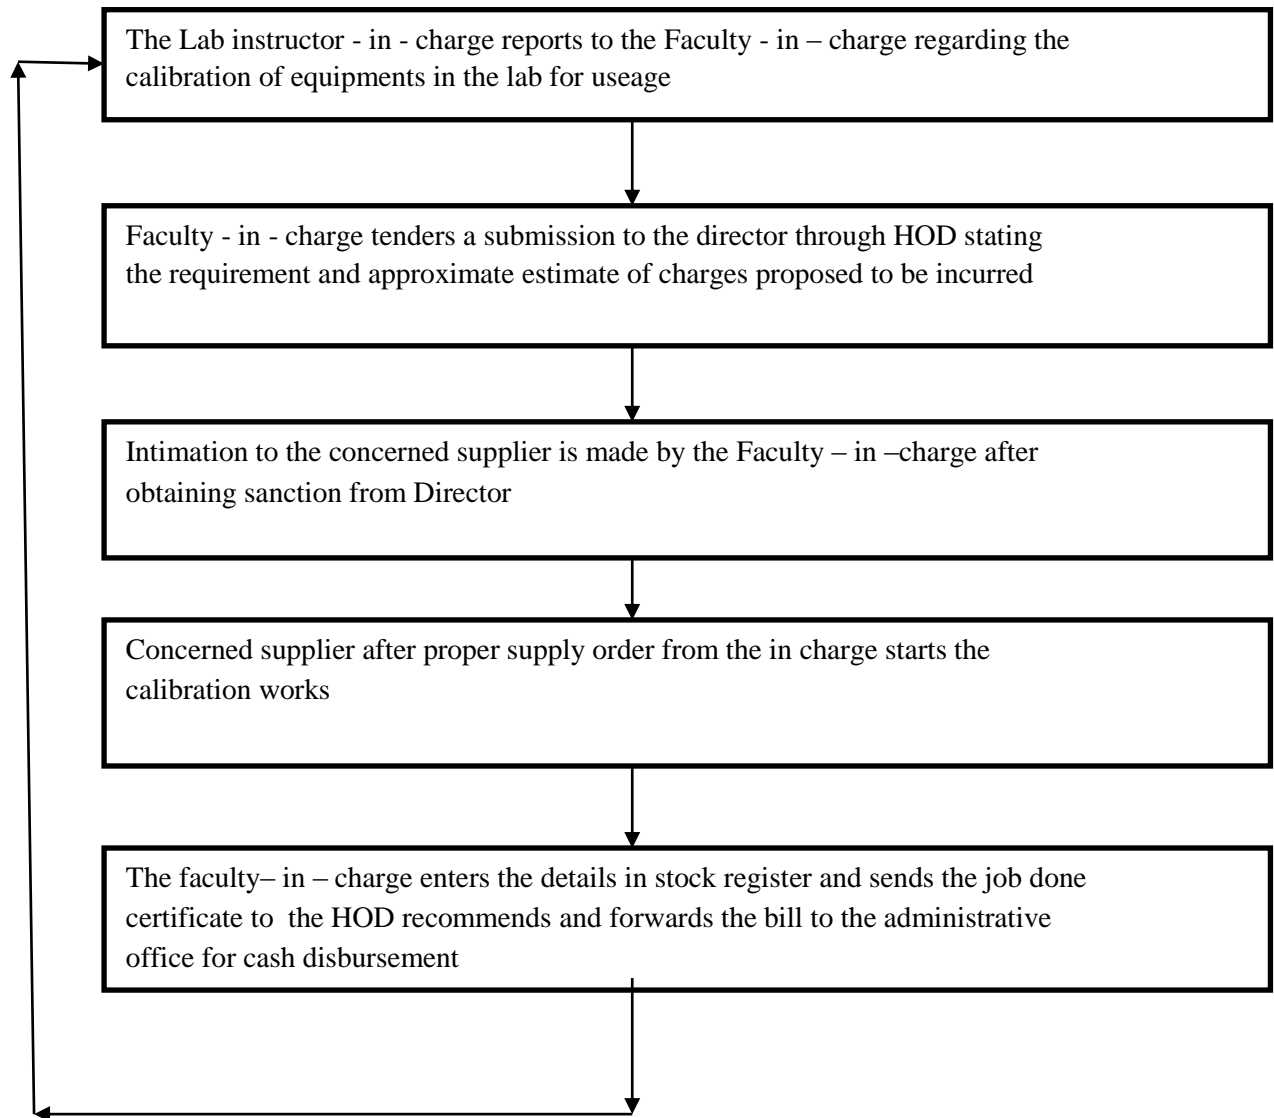 The Lab instructor - in - charge reports to the Faculty - in – charge regarding the
calibration of equipments in the lab for useage
Faculty - in - charge tenders a submission to the director through HOD stating
the requirement and approximate estimate of charges proposed to be incurred
Intimation to the concerned supplier is made by the Faculty – in –charge after
obtaining sanction from Director
Concerned supplier after proper supply order from the in charge starts the
calibration works
The faculty– in – charge enters the details in stock register and sends the job done
certificate to  the HOD recommends and forwards the bill to the administrative
office for cash disbursement